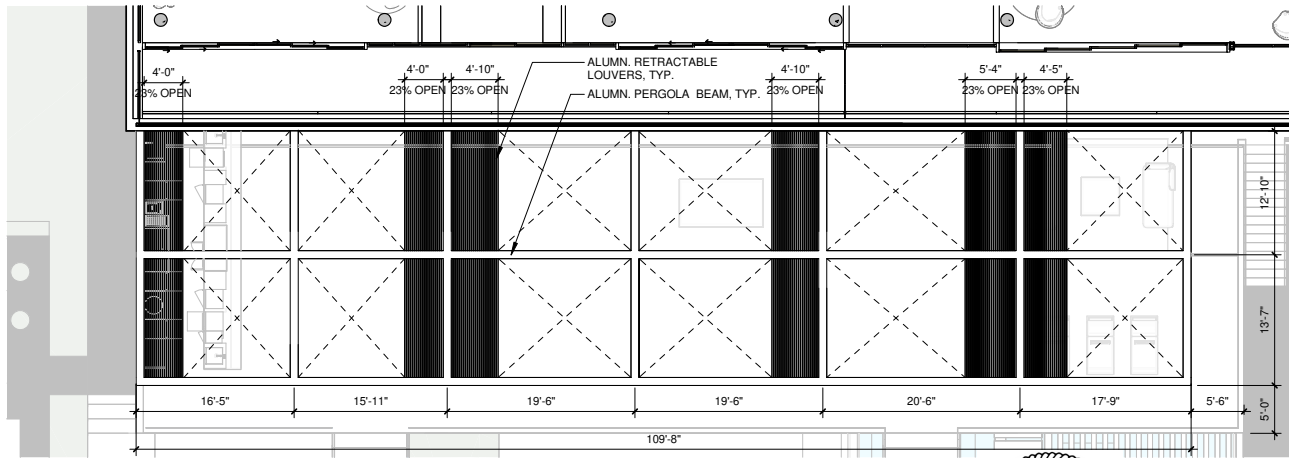 ALUMN. RETRACTABLE
LOUVERS, TYP.
ALUMN. PERGOLA BEAM, TYP.
4'-0"
23% OPEN
4'-0"
23% OPEN
4'-10"
23% OPEN
4'-10"
23% OPEN
5'-4"
23% OPEN
4'-5"
23% OPEN
12'-10"
13'-7"
5'-0"
16'-5"
15'-11"
19'-6"
19'-6"
20'-6"
17'-9"
5'-6"
109'-8"